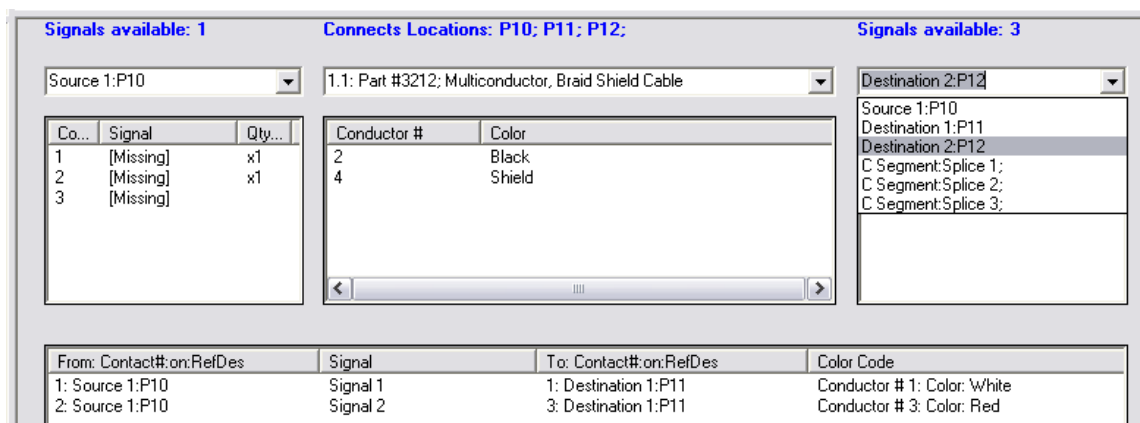 Signals available: 1 Connects Locations: P10; P11; P12; Signals available: 3
Source 1:P10 1.1: Part #3212; Multiconductor, Braid Shield Cable Destination 2:P12
Source 1:P10
Destination 1:P11
Destination 2:P12
C Segment:Splice 1;
C Segment:Splice 2;
C Segment:Splice 3;
Co... Signal Qty...
1 [Missing] x1
2 [Missing] x1
3 [Missing]
Conductor # Color
2 Black
4 Shield
From: Contact#:on:RefDes Signal To: Contact#:on:RefDes Color Code
1: Source 1:P10 Signal 1 1: Destination 1:P11 Conductor # 1: Color: White
2: Source 1:P10 Signal 2 3: Destination 1:P11 Conductor # 3: Color: Red